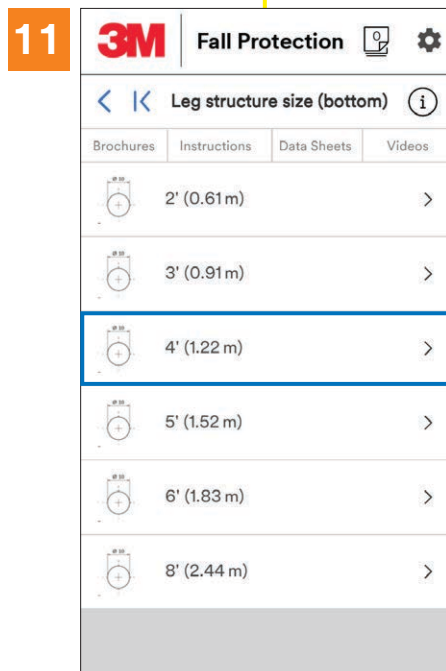 11
3M
Fall Protection
Leg structure size (bottom)
Brochures
Instructions
Data Sheets
Videos
2' (0.61 m)
3' (0.91 m)
4' (1.22 m)
5' (1.52 m)
6' (1.83 m)
8' (2.44 m)